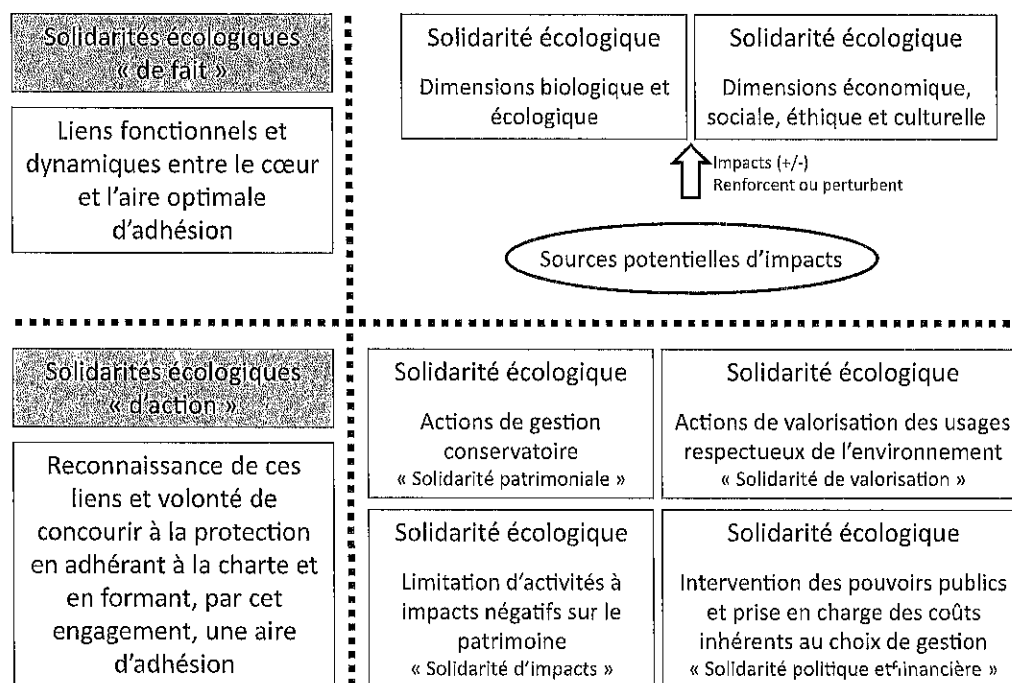 Solidarités écologiques
« de fait »
Liens fonctionnels et
dynamiques entre le cœur
et l'aire optimale
d'adhésion
Solidarité écologique
Dimensions biologique et
écologique
Solidarité écologique
Dimensions économique,
sociale, éthique et culturelle
Impacts (+/-)
Renforcent ou perturbent
Sources potentielles d'impacts
Solidarités écologiques
« d'action »
Reconnaissance de ces
liens et volonté de
concourir à la protection
en adhérant à la charte et
en formant, par cet
engagement, une aire
d'adhésion
Solidarité écologique
Actions de gestion
conservatoire
« Solidarité patrimoniale »
Solidarité écologique
Actions de valorisation des usages
respectueux de l'environnement
« Solidarité de valorisation »
Solidarité écologique
Limitation d'activités à
impacts négatifs sur le
patrimoine
« Solidarité d'impacts »
Solidarité écologique
Intervention des pouvoirs publics
et prise en charge des coûts
inhérents au choix de gestion
« Solidarité politique et financière »